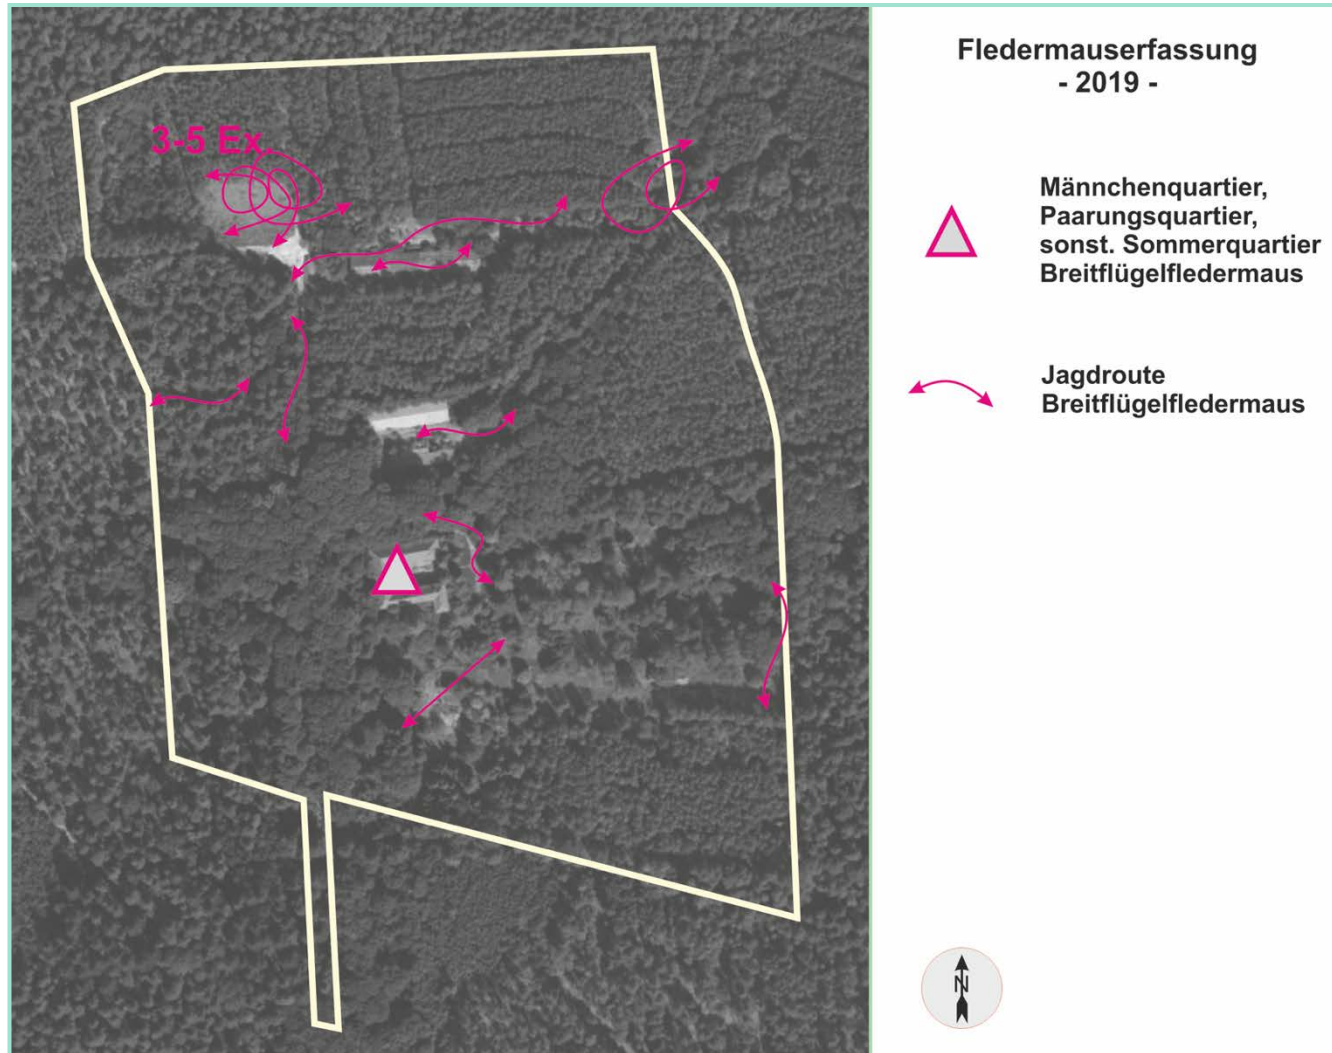 Fledermauserfassung
- 2019 -
3-5 Ex.
Männchenquartier,
Paarungsquartier,
sonst. Sommerquartier
Breitflügelfledermaus
Jagdroute
Breitflügelfledermaus
N